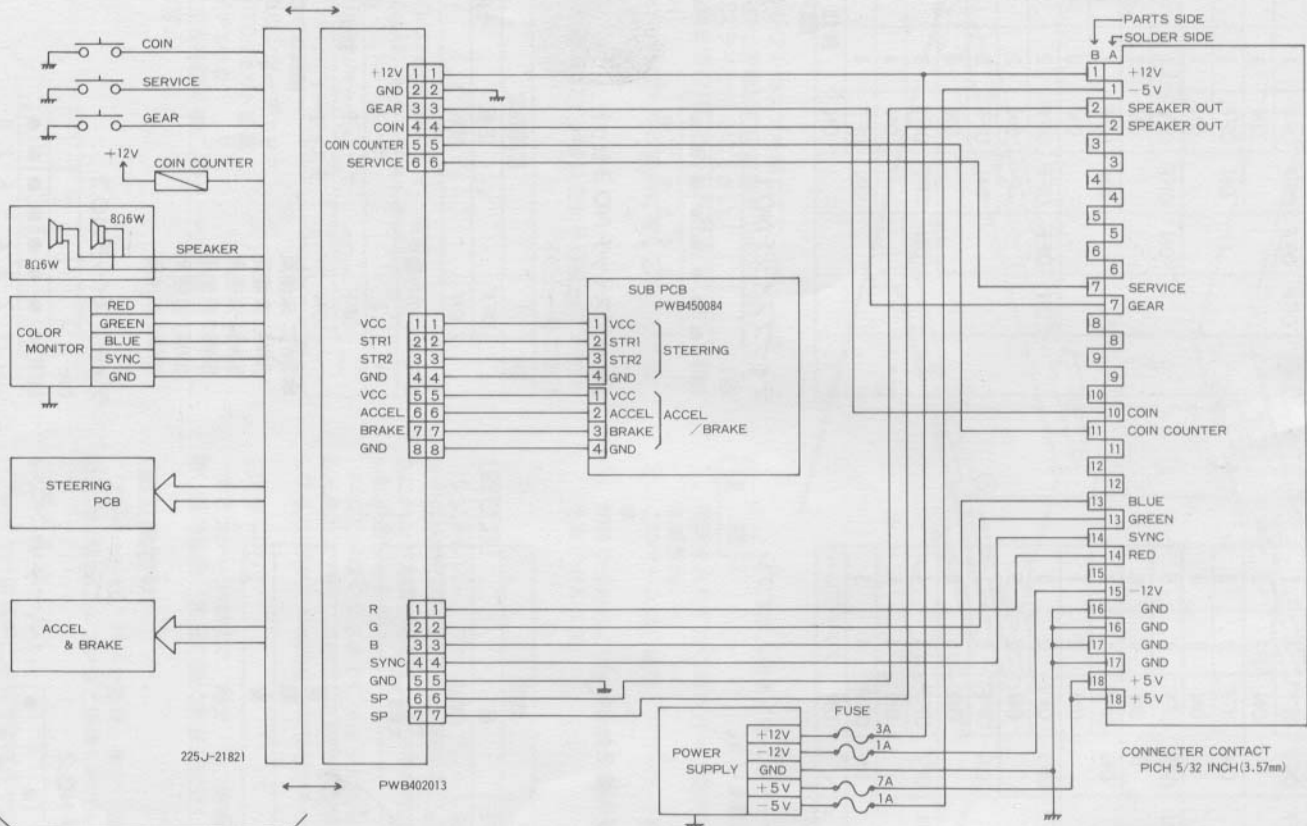 COIN
SERVICE
GEAR
+12V
COIN COUNTER
8Ω6W
8Ω6W
SPEAKER
COLOR
MONITOR
RED
GREEN
BLUE
SYNC
GND
STEERING
PCB
ACCEL
& BRAKE
225J-21821
+12V 1 1
GND 2 2
GEAR 3 3
COIN 4 4
COIN COUNTER 5 5
SERVICE 6 6
VCC 1 1
STR1 2 2
STR2 3 3
GND 4 4
VCC 5 5
ACCEL 6 6
BRAKE 7 7
GND 8 8
R 1 1
G 2 2
B 3 3
SYNC 4 4
GND 5 5
SP 6 6
SP 7 7
PWB402013
SUB PCB
PWB450084
1 VCC
2 STR1
3 STR2
4 GND
STEERING
1 VCC
2 ACCEL
3 BRAKE
4 GND
ACCEL
/BRAKE
POWER
SUPPLY
+12V
-12V
GND
+5V
-5V
FUSE
3A
1A
7A
1A
PARTS SIDE
SOLDER SIDE
B A
1 +12V
1 -5V
2 SPEAKER OUT
2 SPEAKER OUT
3
3
4
4
5
5
6
6
7 SERVICE
7 GEAR
8
8
9
9
10
10 COIN
11 COIN COUNTER
11
12
12
13 BLUE
13 GREEN
14 SYNC
14 RED
15
15 -12V
16 GND
16 GND
17 GND
17 GND
18 +5V
18 +5V
CONNECTER CONTACT
PICH 5/32 INCH(3.57mm)